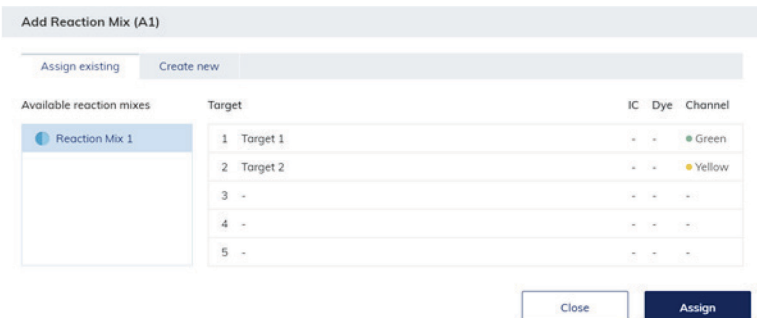 Add Reaction Mix (A1)
Assign existing Create new
Available reaction mixes Target IC Dye Channel
Reaction Mix 1 1 Target 1 - - Green
2 Target 2 - - Yellow
3 - - - -
4 - - - -
5 - - - -
Close Assign